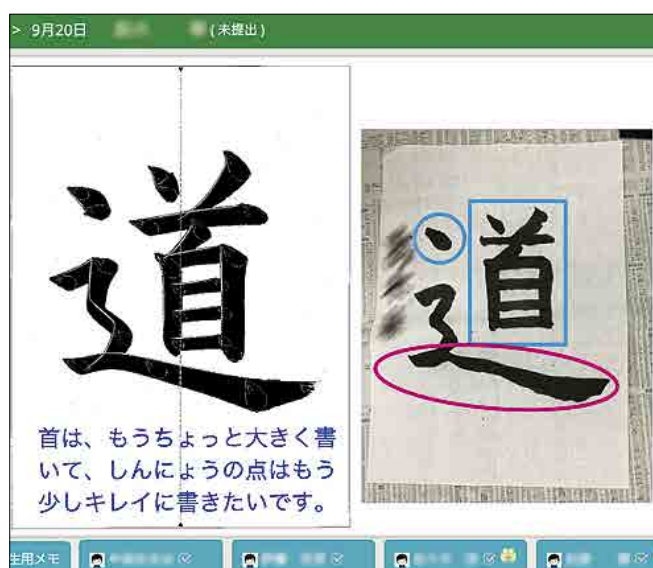 > 9月20日
(未提出)
道
道
首は、もうちょっと大きく書
いて、しんにょうの点はもう
少しキレイに書きたいです。
生用メモ